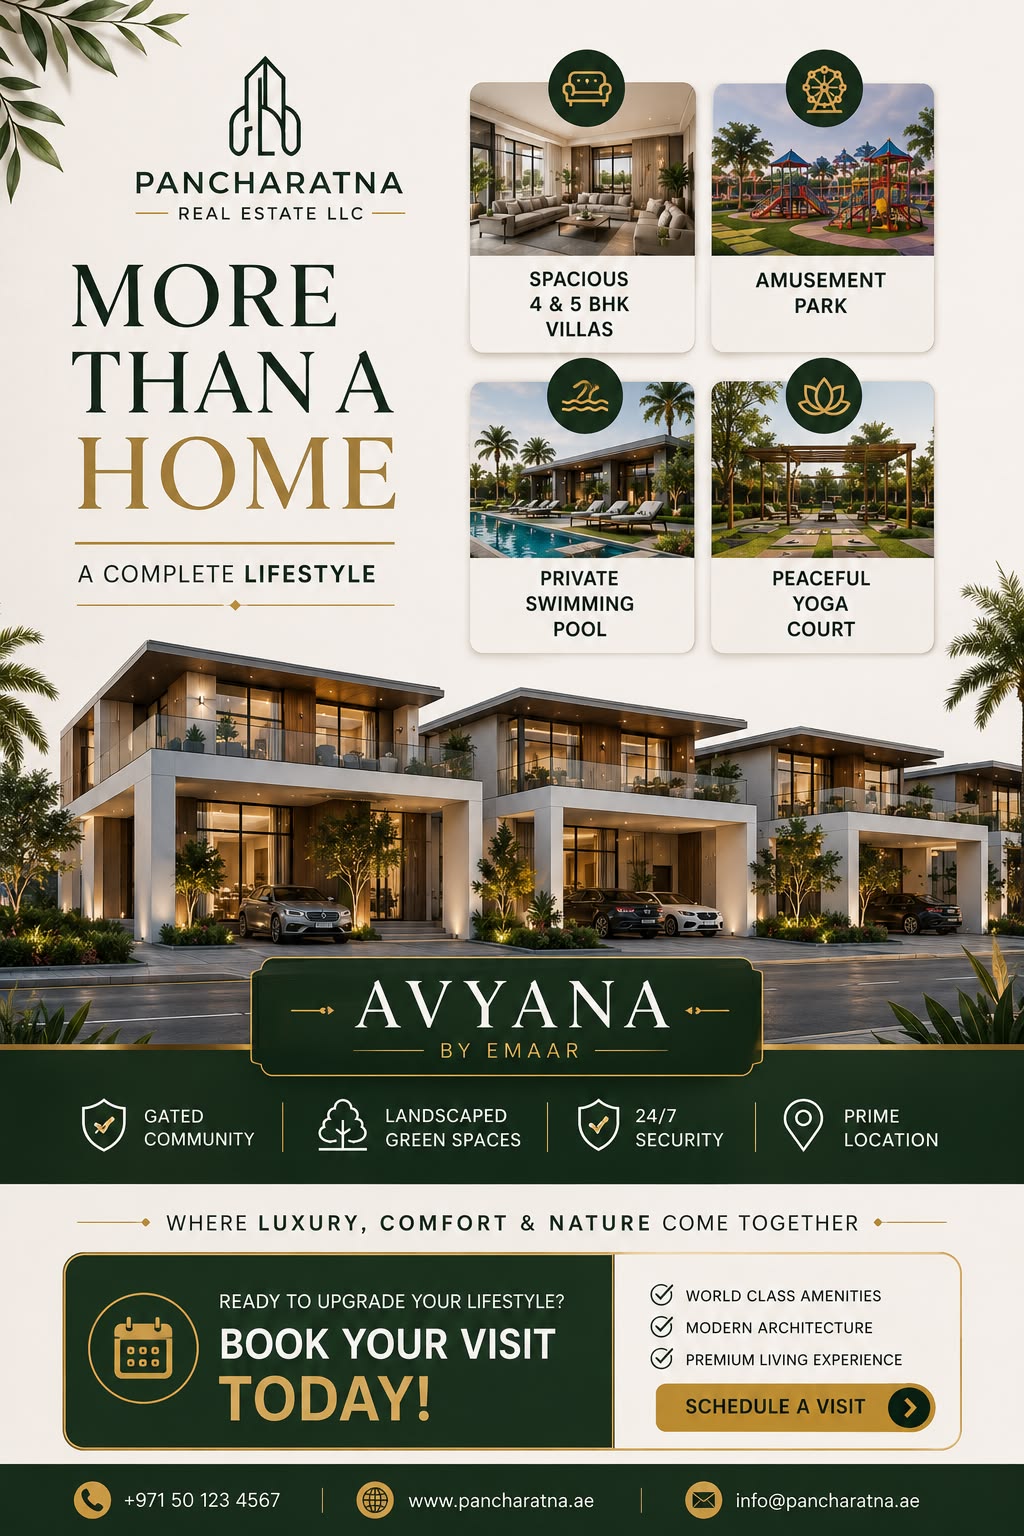 PANCHARATNA
REAL ESTATE LLC
MORE
THAN A
HOME
A COMPLETE LIFESTYLE
SPACIOUS
4 & 5 BHK
VILLAS
AMUSEMENT
PARK
PRIVATE
SWIMMING
POOL
PEACEFUL
YOGA
COURT
AVYANA
BY EMAAR
GATED
COMMUNITY
LANDSCAPED
GREEN SPACES
24/7
SECURITY
PRIME
LOCATION
WHERE LUXURY, COMFORT & NATURE COME TOGETHER
READY TO UPGRADE YOUR LIFESTYLE?
BOOK YOUR VISIT
TODAY!
WORLD CLASS AMENITIES
MODERN ARCHITECTURE
PREMIUM LIVING EXPERIENCE
SCHEDULE A VISIT
+971 50 123 4567
www.pancharatna.ae
info@pancharatna.ae